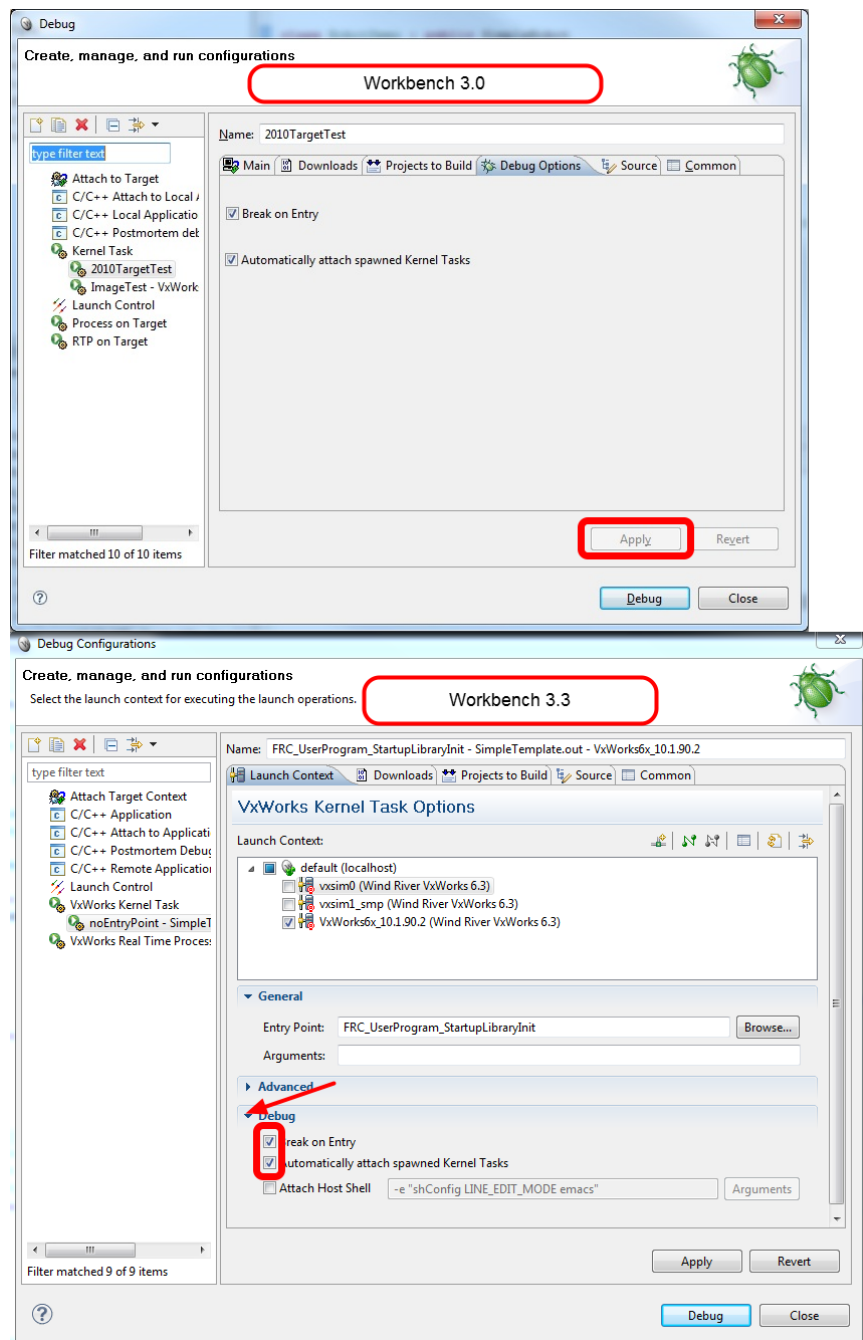 Debug
Create, manage, and run configurations
Workbench 3.0
type filter text
Attach to Target
C/C++ Attach to Local
C/C++ Local Applicatio
C/C++ Postmortem deb
Kernel Task
2010TargetTest
ImageTest - VxWork
Launch Control
Process on Target
RTP on Target
Filter matched 10 of 10 items
Name: 2010TargetTest
Main Downloads Projects to Build Debug Options Source Common
Break on Entry
Automatically attach spawned Kernel Tasks
Apply Revert
Debug Close
Debug Configurations
Create, manage, and run configurations
Select the launch context for executing the launch operations.
Workbench 3.3
type filter text
Attach Target Context
C/C++ Application
C/C++ Attach to Applicati
C/C++ Postmortem Debug
C/C++ Remote Application
Launch Control
VxWorks Kernel Task
noEntryPoint - SimpleT
VxWorks Real Time Process
Filter matched 9 of 9 items
Name: FRC_UserProgram_StartupLibraryInit - SimpleTemplate.out - VxWorks6x_10.1.90.2
Launch Context Downloads Projects to Build Source Common
VxWorks Kernel Task Options
Launch Context:
default (localhost)
vxsim0 (Wind River VxWorks 6.3)
vxsim1_smp (Wind River VxWorks 6.3)
VxWorks6x_10.1.90.2 (Wind River VxWorks 6.3)
General
Entry Point: FRC_UserProgram_StartupLibraryInit Browse...
Arguments:
Advanced
Debug
Break on Entry
Automatically attach spawned Kernel Tasks
Attach Host Shell -e "shConfig LINE_EDIT_MODE emacs" Arguments
Apply Revert
Debug Close